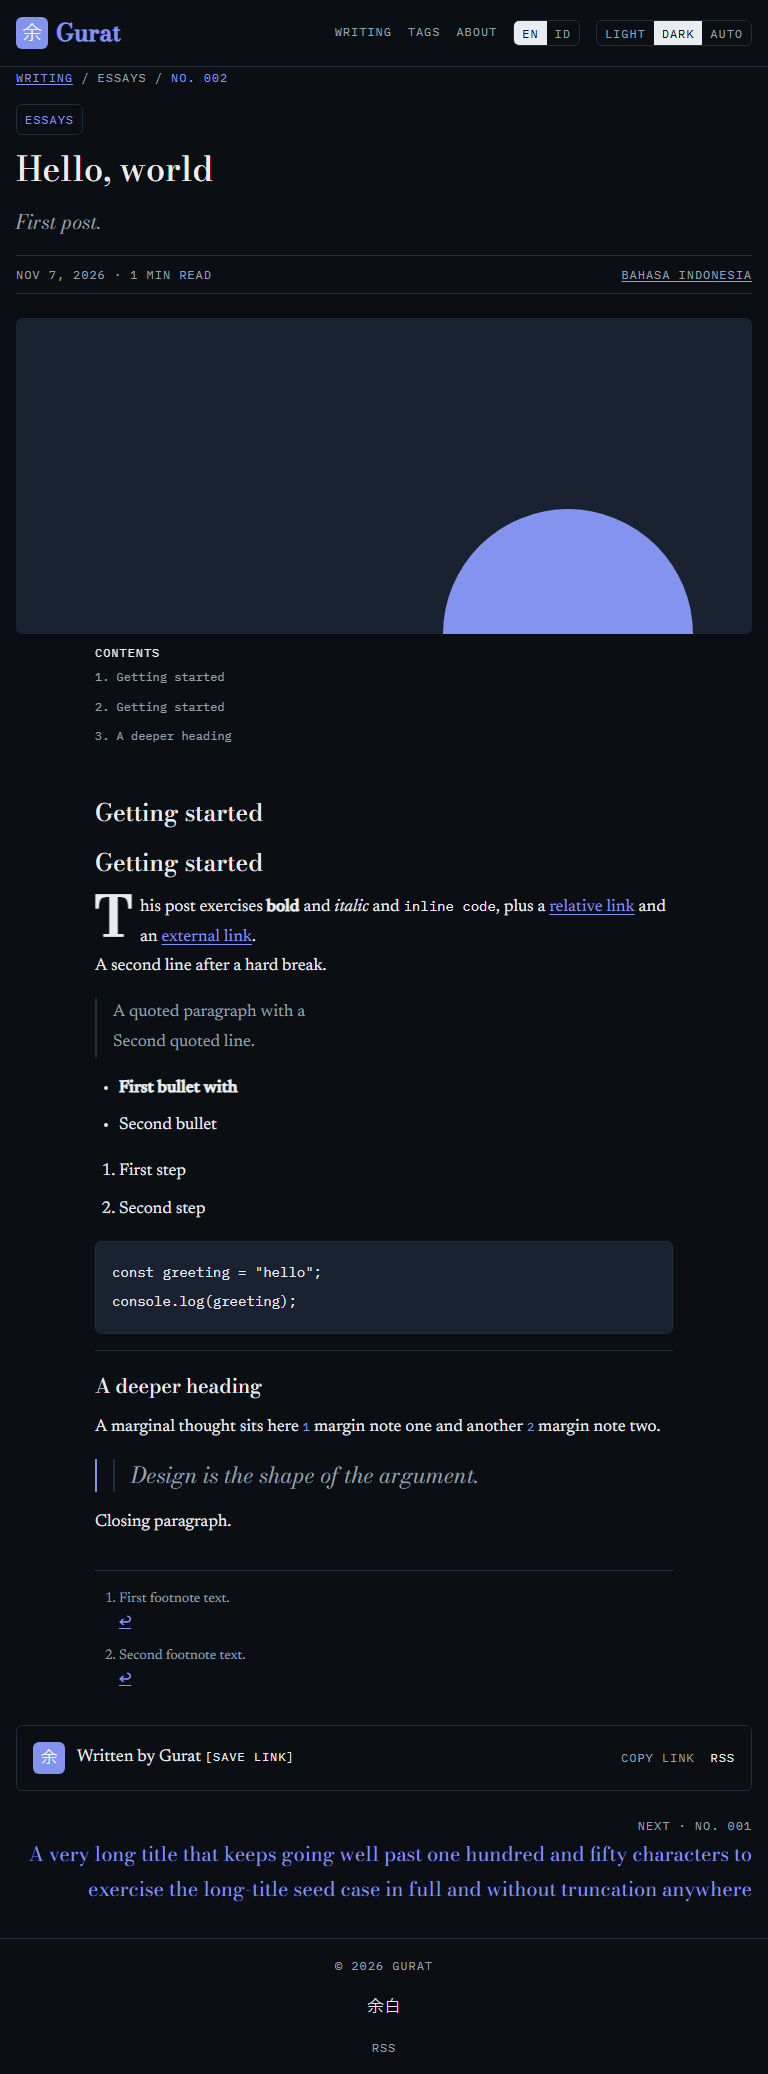 余 Gurat WRITING TAGS ABOUT EN ID LIGHT DARK AUTO
WRITING / ESSAYS / NO. 002
ESSAYS
Hello, world
First post.
NOV 7, 2026 · 1 MIN READ BAHASA INDONESIA
CONTENTS
1. Getting started
2. Getting started
3. A deeper heading
Getting started
Getting started
This post exercises bold and italic and inline code, plus a relative link and
an external link.
A second line after a hard break.
A quoted paragraph with a
Second quoted line.
• First bullet with
• Second bullet
1. First step
2. Second step
const greeting = "hello";
console.log(greeting);
A deeper heading
A marginal thought sits here 1 margin note one and another 2 margin note two.
Design is the shape of the argument.
Closing paragraph.
1. First footnote text.
↩
2. Second footnote text.
↩
余 Written by Gurat [SAVE LINK] COPY LINK RSS
NEXT · NO. 001
A very long title that keeps going well past one hundred and fifty characters to
exercise the long-title seed case in full and without truncation anywhere
© 2026 GURAT
余白
RSS